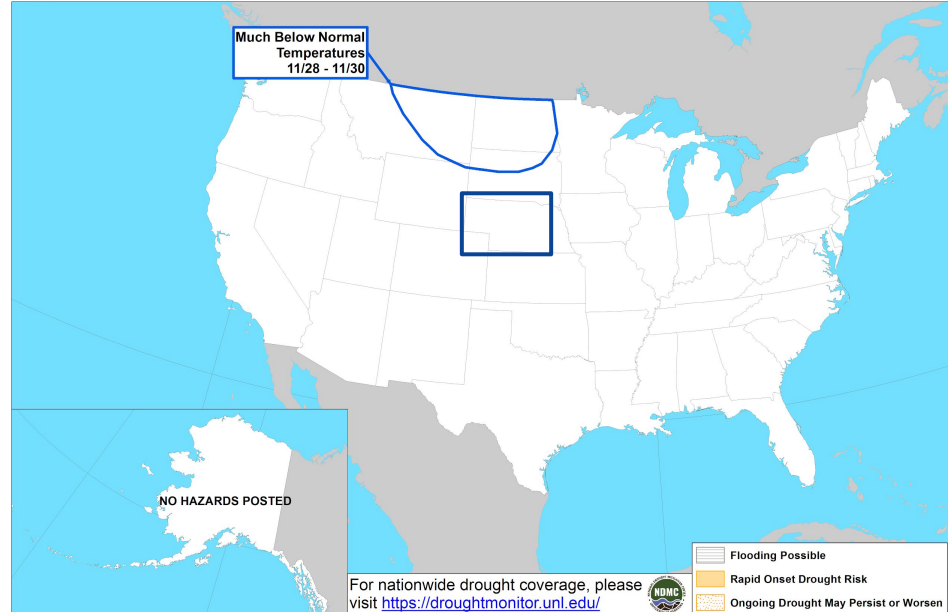 Much Below Normal
Temperatures
11/28 - 11/30
NO HAZARDS POSTED
For nationwide drought coverage, please
visit https://droughtmonitor.unl.edu/
NDMC
Flooding Possible
Rapid Onset Drought Risk
Ongoing Drought May Persist or Worsen